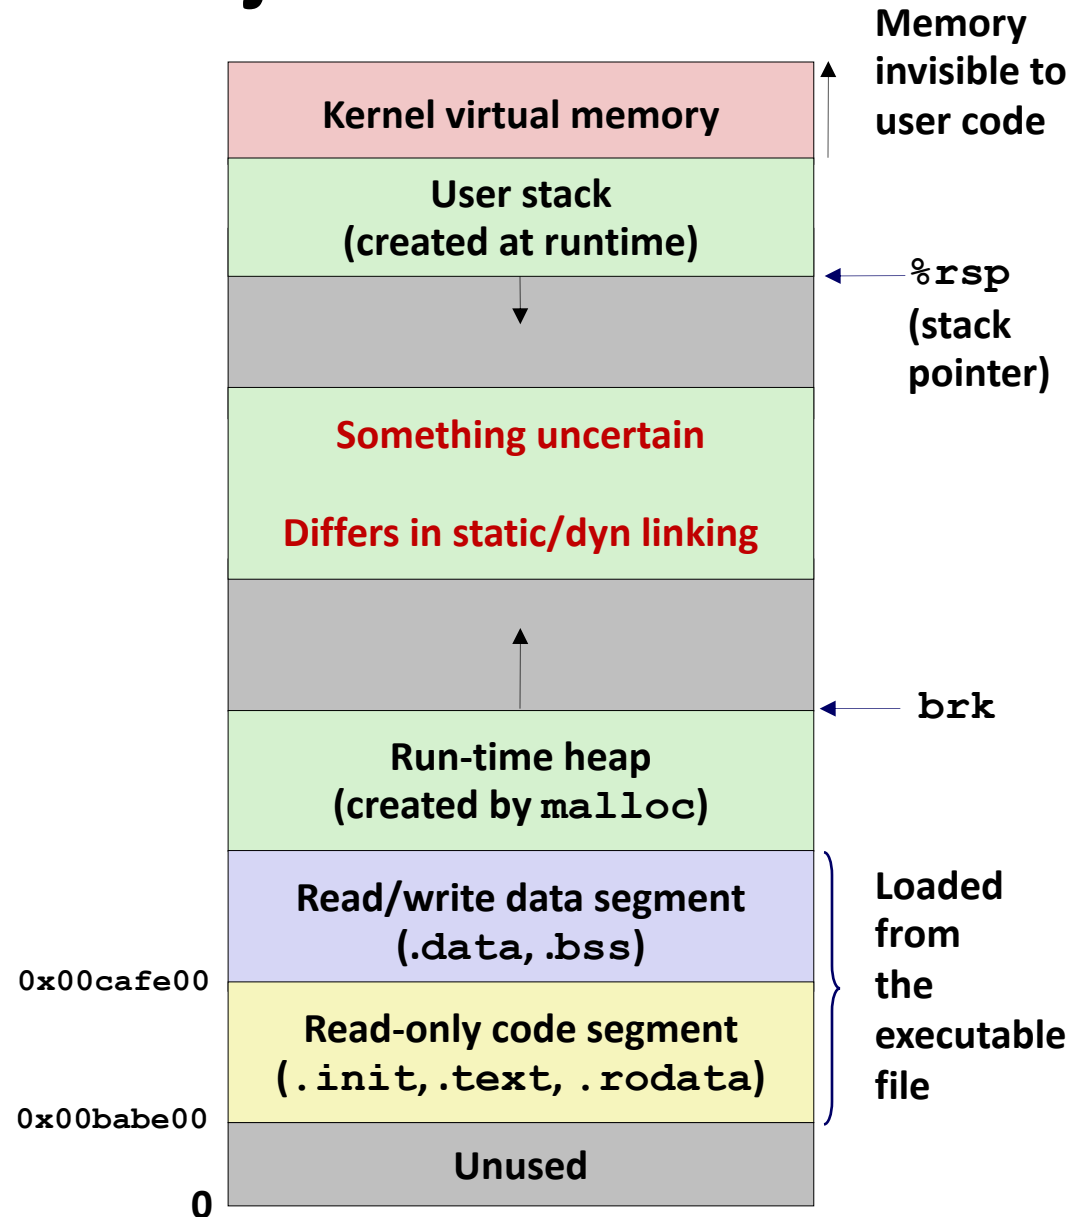 Memory
invisible to
user code
Kernel virtual memory
User stack
(created at runtime)
%rsp
(stack
pointer)
Something uncertain
Differs in static/dyn linking
brk
Run-time heap
(created by malloc)
Read/write data segment
(.data, .bss)
Loaded
from
the
executable
file
0x00cafe00
Read-only code segment
(.init, .text, .rodata)
0x00babe00
Unused
0